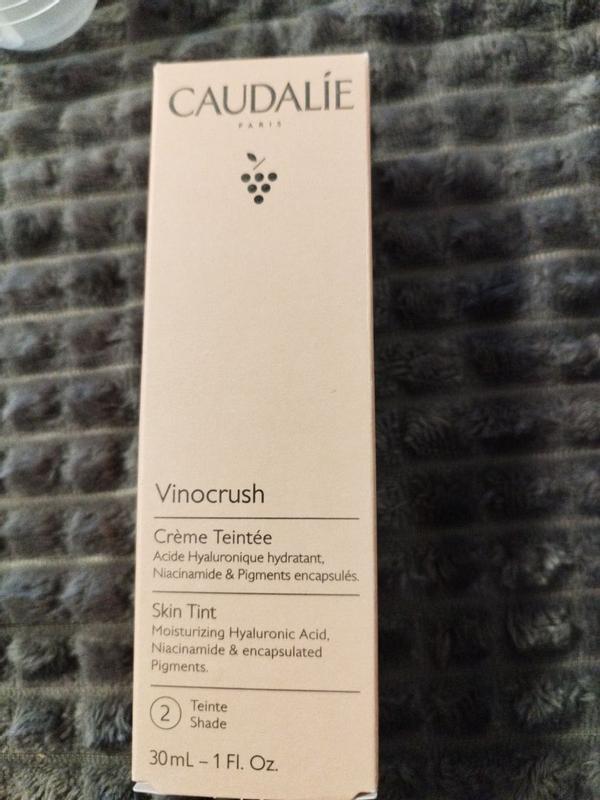 CAUDALÍE
PARIS
Vinocrush
Crème Teintée
Acide Hyaluronique hydratant,
Niacinamide & Pigments encapsulés.
Skin Tint
Moisturizing Hyaluronic Acid,
Niacinamide & encapsulated
Pigments.
2 Teinte
Shade
30mL – 1 Fl. Oz.